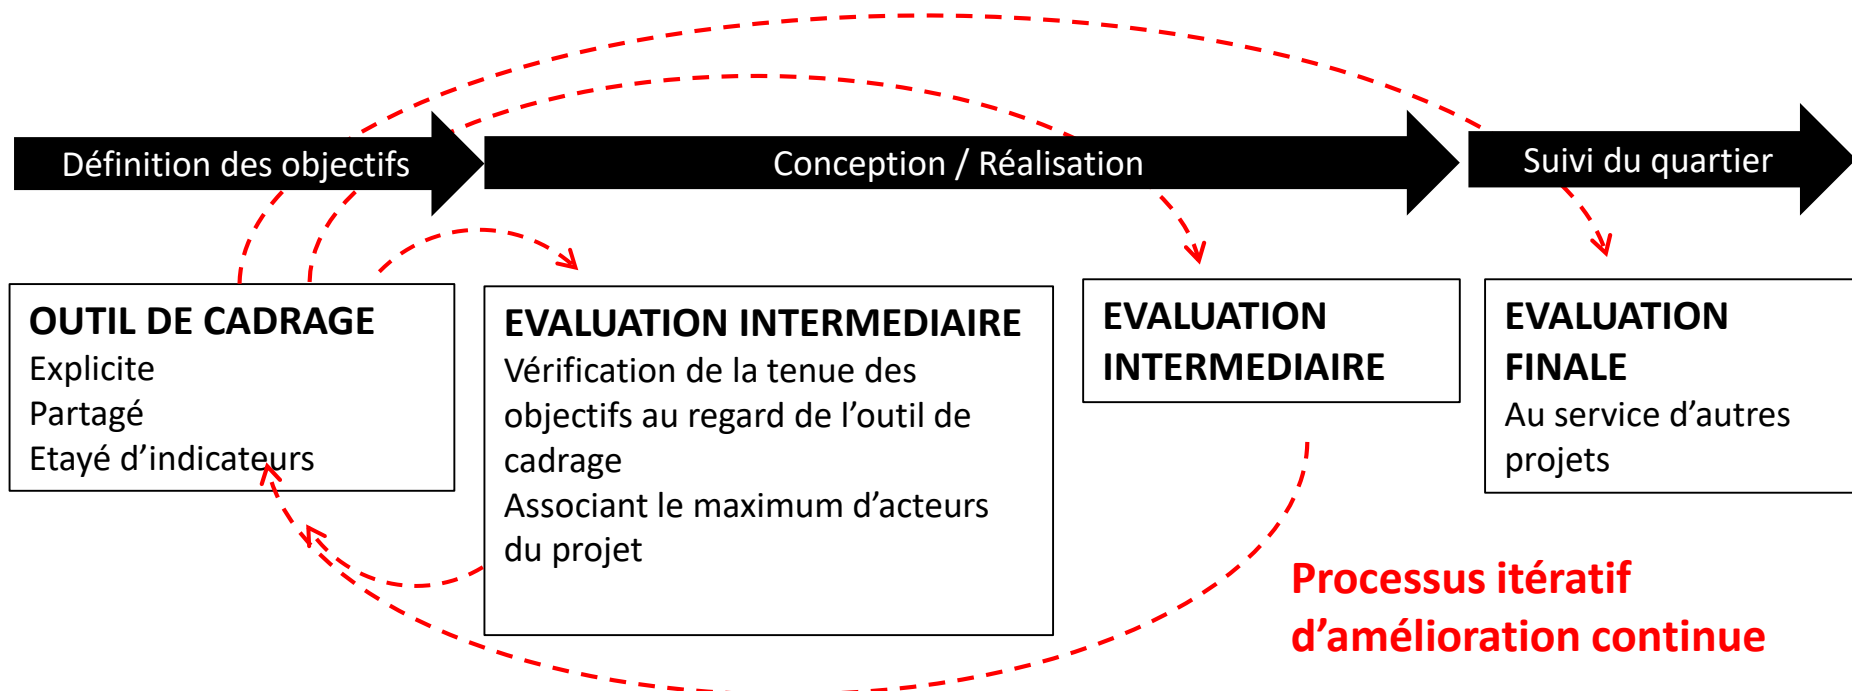 Définition des objectifs
Conception / Réalisation
Suivi du quartier
OUTIL DE CADRAGE
Explicite
Partagé
Etayé d’indicateurs
EVALUATION INTERMEDIAIRE
Vérification de la tenue des
objectifs au regard de l’outil de
cadrage
Associant le maximum d’acteurs
du projet
EVALUATION
INTERMEDIAIRE
EVALUATION
FINALE
Au service d’autres
projets
Processus itératif
d’amélioration continue